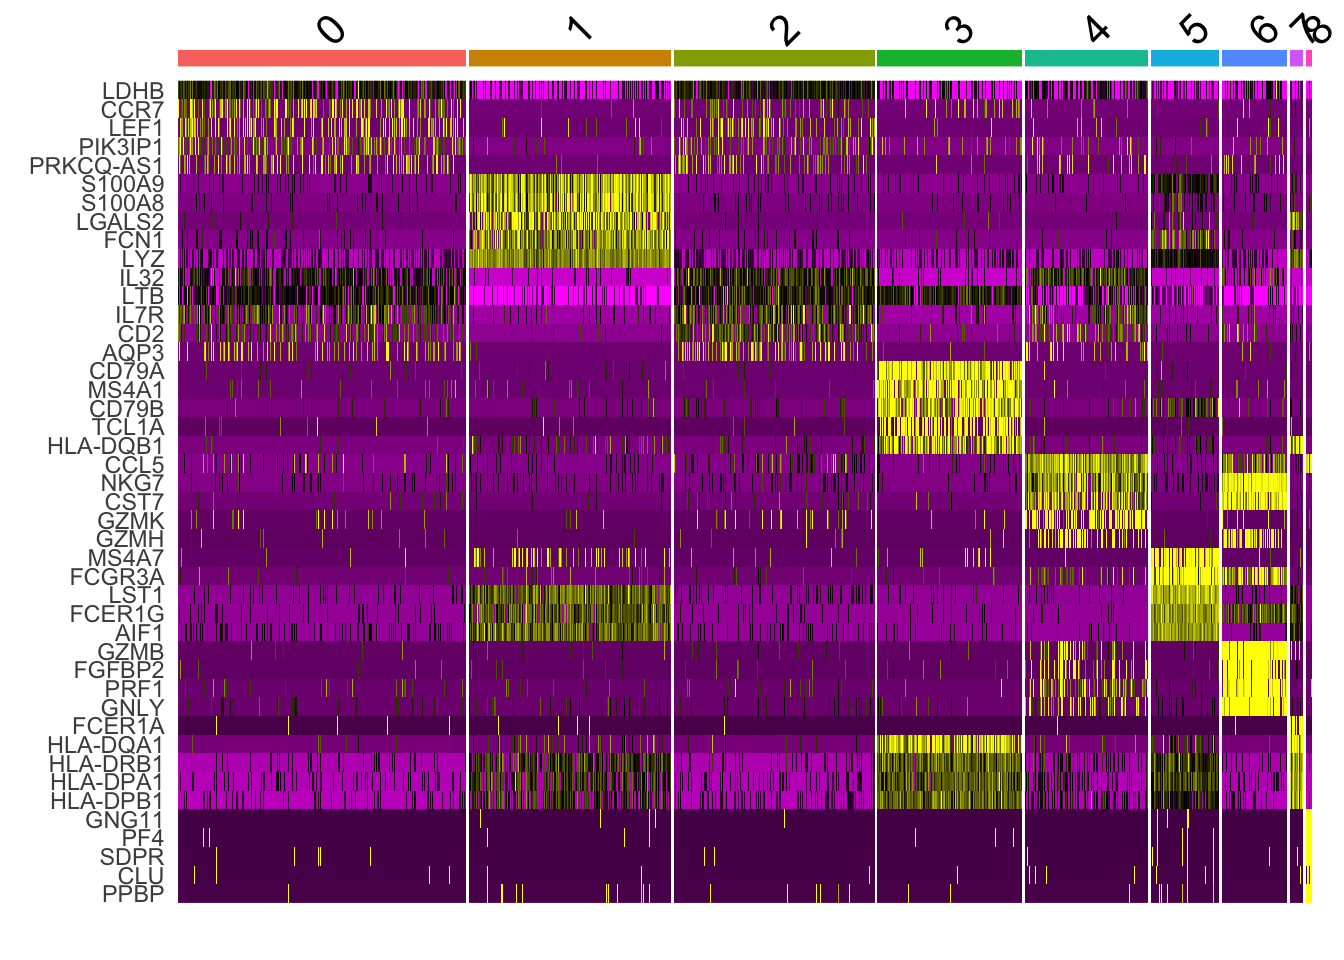 0 1 2 3 4 5 6 7 8
LDHB
CCR7
LEF1
PIK3IP1
PRKCQ-AS1
S100A9
S100A8
LGALS2
FCN1
LYZ
IL32
LTB
IL7R
CD2
AQP3
CD79A
MS4A1
CD79B
TCL1A
HLA-DQB1
CCL5
NKG7
CST7
GZMK
GZMH
MS4A7
FCGR3A
LST1
FCER1G
AIF1
GZMB
FGFBP2
PRF1
GNLY
FCER1A
HLA-DQA1
HLA-DRB1
HLA-DPA1
HLA-DPB1
GNG11
PF4
SDPR
CLU
PPBP